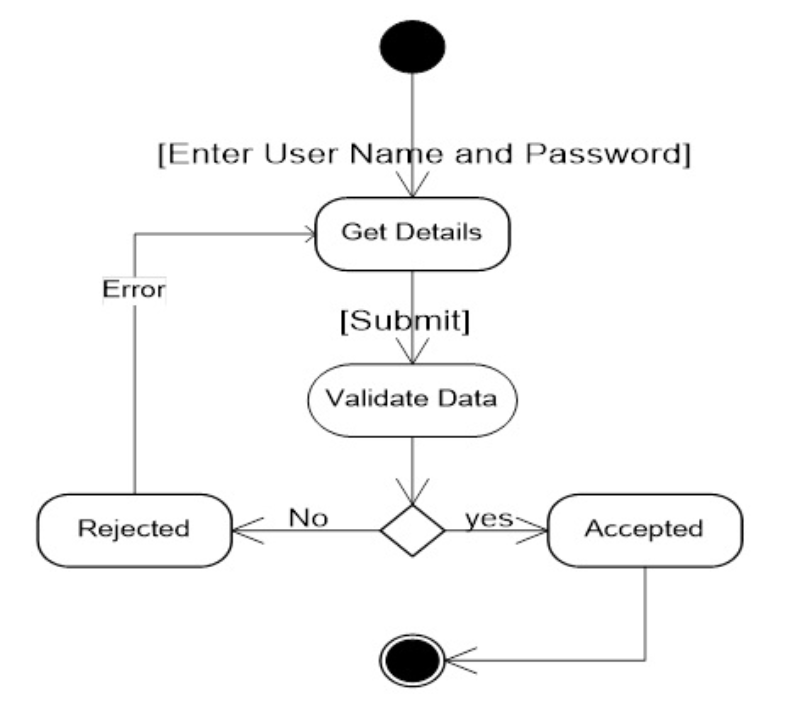 [Enter User Name and Password]
Get Details
Error
[Submit]
Validate Data
Rejected
No
yes
Accepted